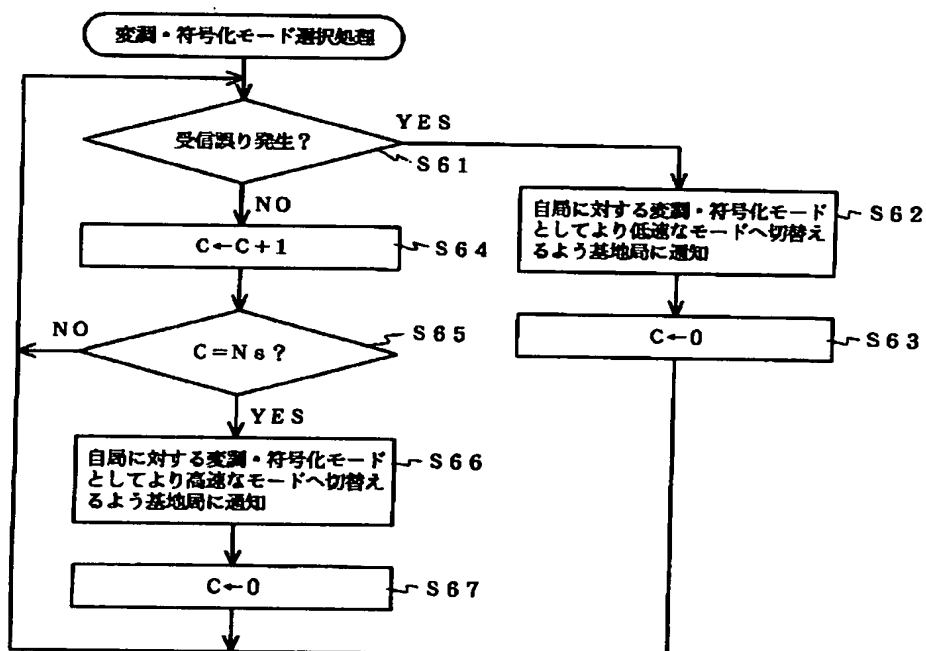 変調・符号化モード選択処理
受信誤り発生？
YES
S61
NO
自局に対する変調・符号化モード
としてより低速なモードへ切替え
るよう基地局に通知
S62
C←C+1
S64
C←0
S63
C=Ns？
S65
NO
YES
自局に対する変調・符号化モード
としてより高速なモードへ切替え
るよう基地局に通知
S66
C←0
S67